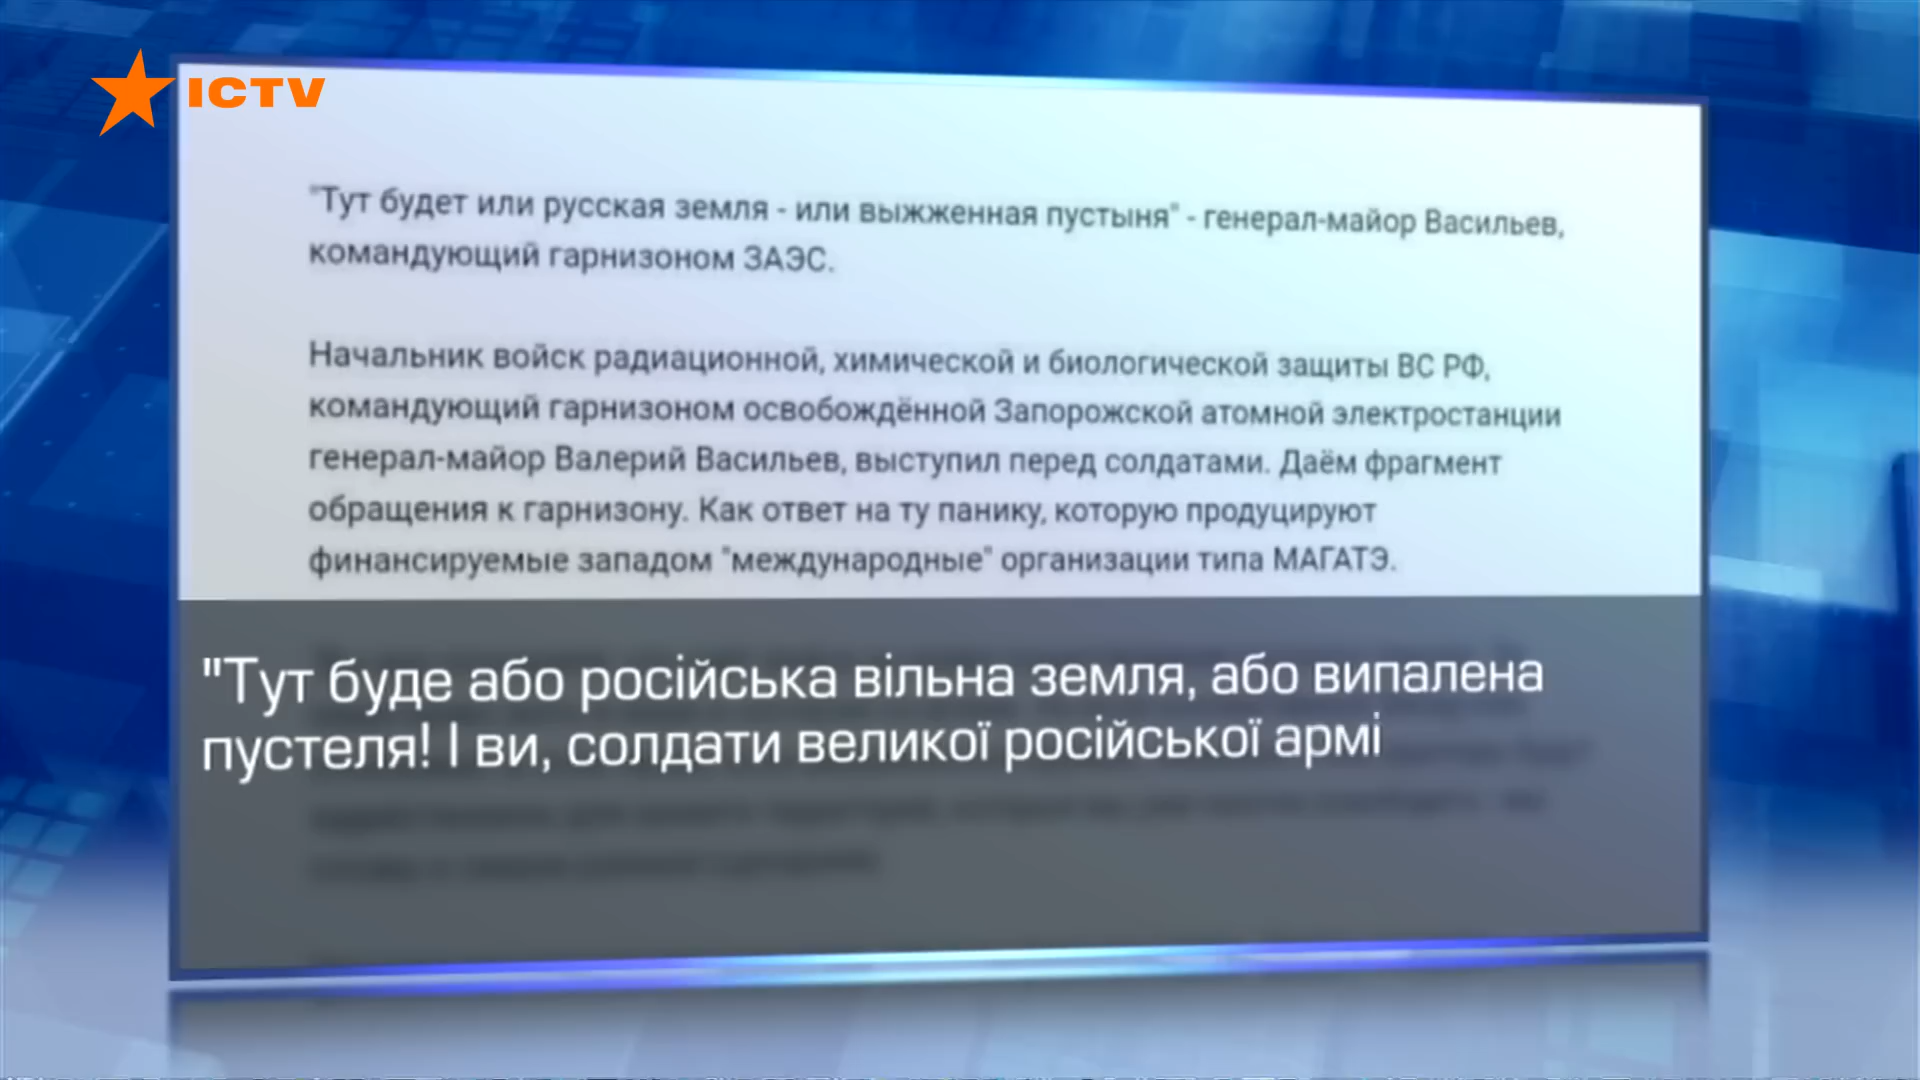 ICTV
"Тут будет или русская земля - или выжженная пустыня" - генерал-майор Васильев,
командующий гарнизоном ЗАЭС.
Начальник войск радиационной, химической и биологической защиты ВС РФ,
командующий гарнизоном освобождённой Запорожской атомной электростанции
генерал-майор Валерий Васильев, выступил перед солдатами. Даём фрагмент
обращения к гарнизону. Как ответ на ту панику, которую продуцируют
финансируемые западом "международные" организации типа МАГАТЭ.
"Тут буде або російська вільна земля, або випалена
пустеля! І ви, солдати великої російської армі